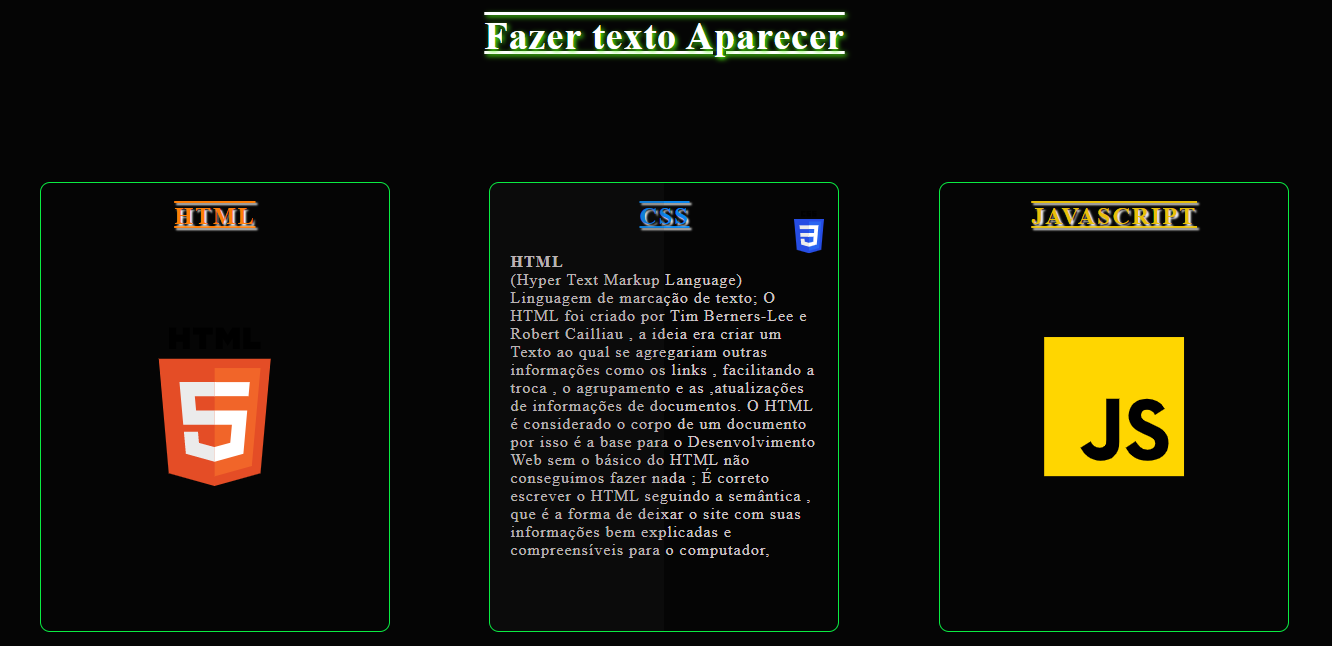 Fazer texto Aparecer
HTML
HTML
5
CSS
3
HTML
(Hyper Text Markup Language)
Linguagem de marcação de texto; O
HTML foi criado por Tim Berners-Lee e
Robert Cailliau , a ideia era criar um
Texto ao qual se agregariam outras
informações como os links , facilitando a
troca , o agrupamento e as ,atualizações
de informações de documentos. O HTML
é considerado o corpo de um documento
por isso é a base para o Desenvolvimento
Web sem o básico do HTML não
conseguimos fazer nada ; É correto
escrever o HTML seguindo a semântica ,
que é a forma de deixar o site com suas
informações bem explicadas e
compreensíveis para o computador,
JAVASCRIPT
JS